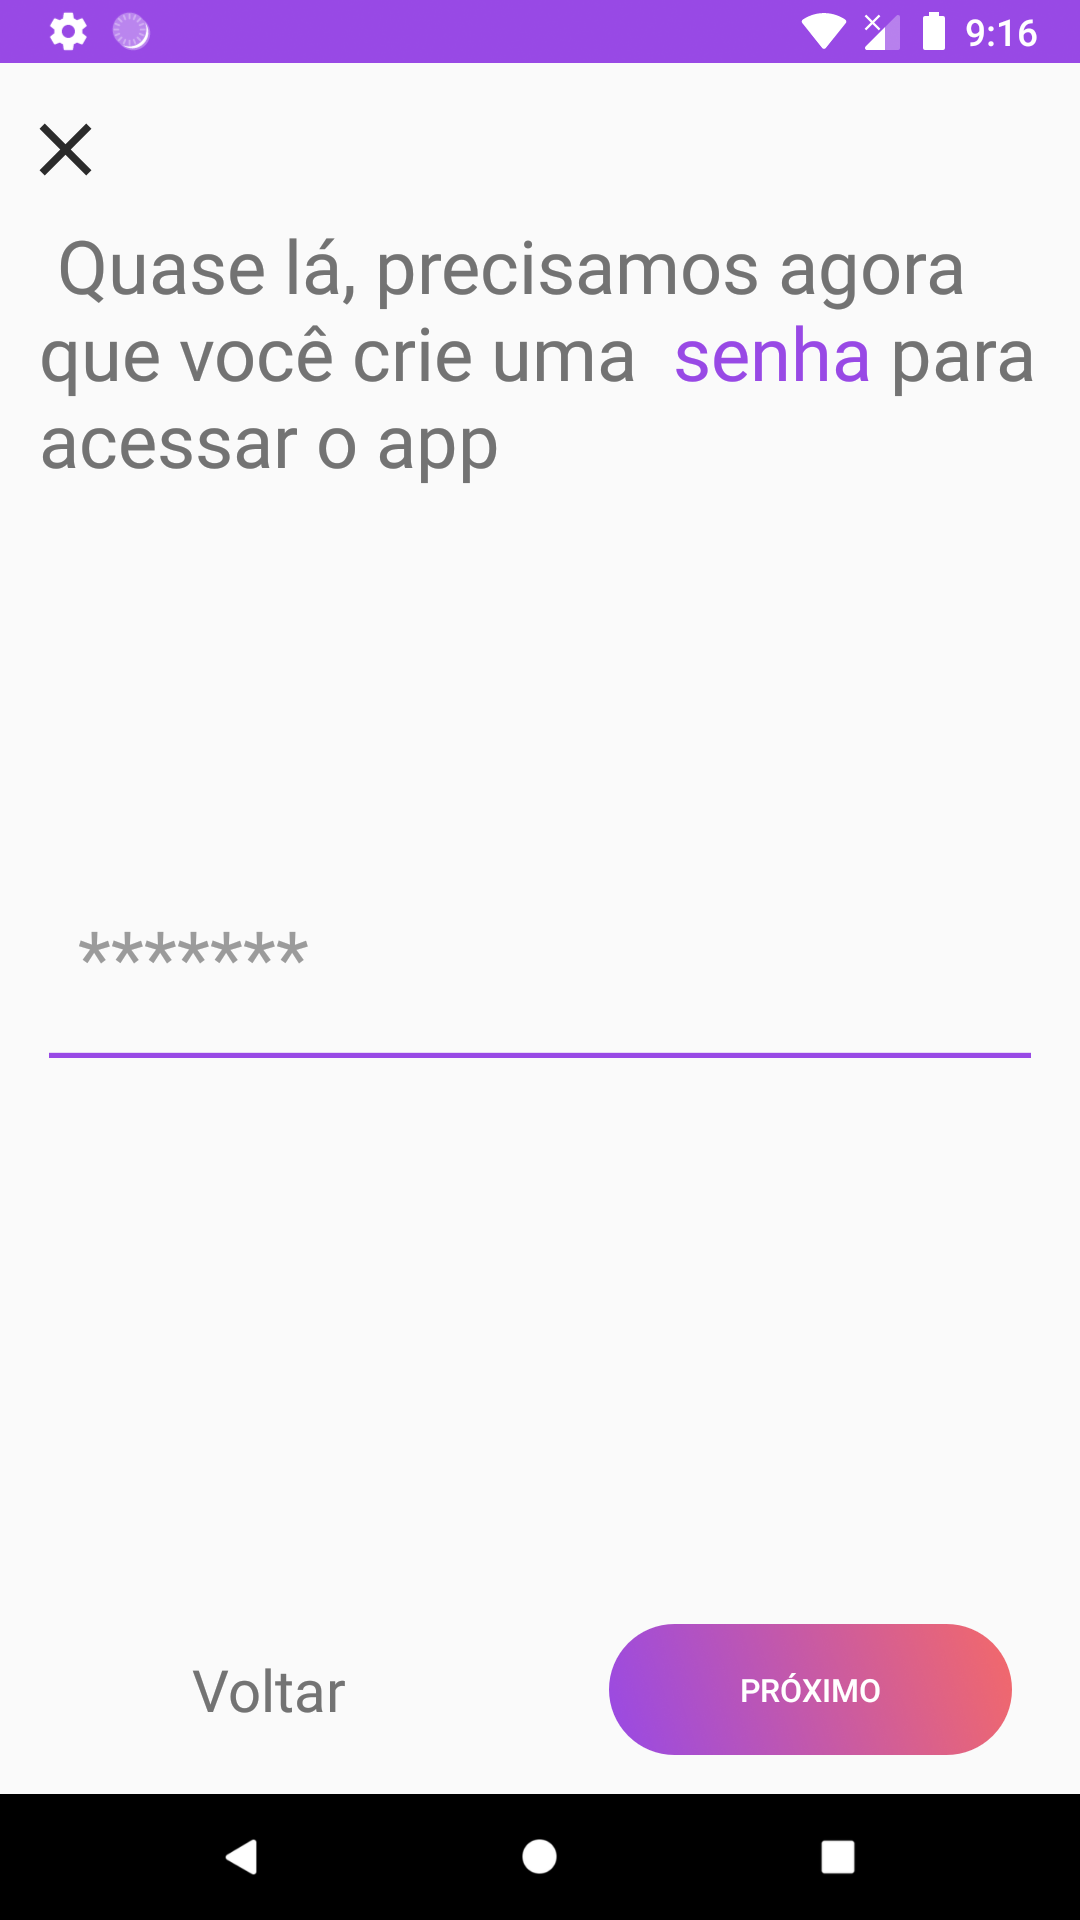 9:16
Quase lá, precisamos agora
que você crie uma senha para
acessar o app
*******
Voltar
PRÓXIMO